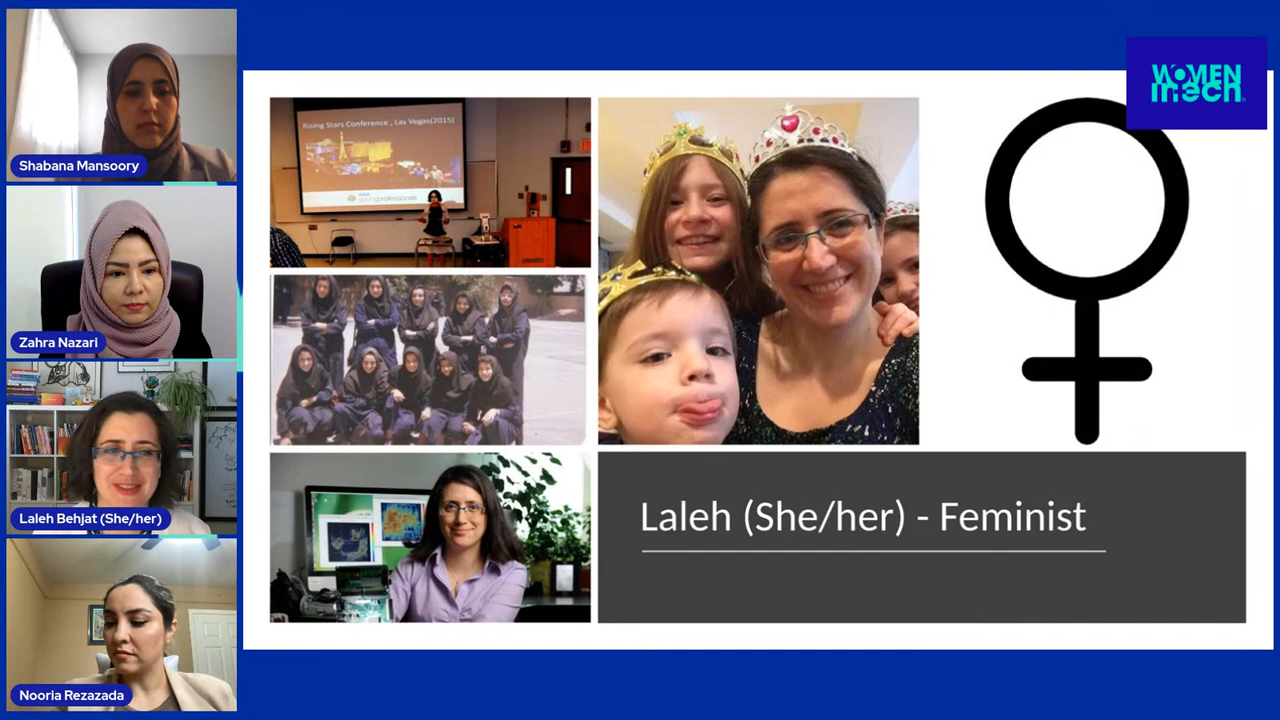 Shabana Mansoory
Zahra Nazari
Laleh Behjat (She/her)
Nooria Rezazada
Rising Stars Conference , Las Vegas(2015)
WOMEN
in tech
Laleh (She/her) - Feminist